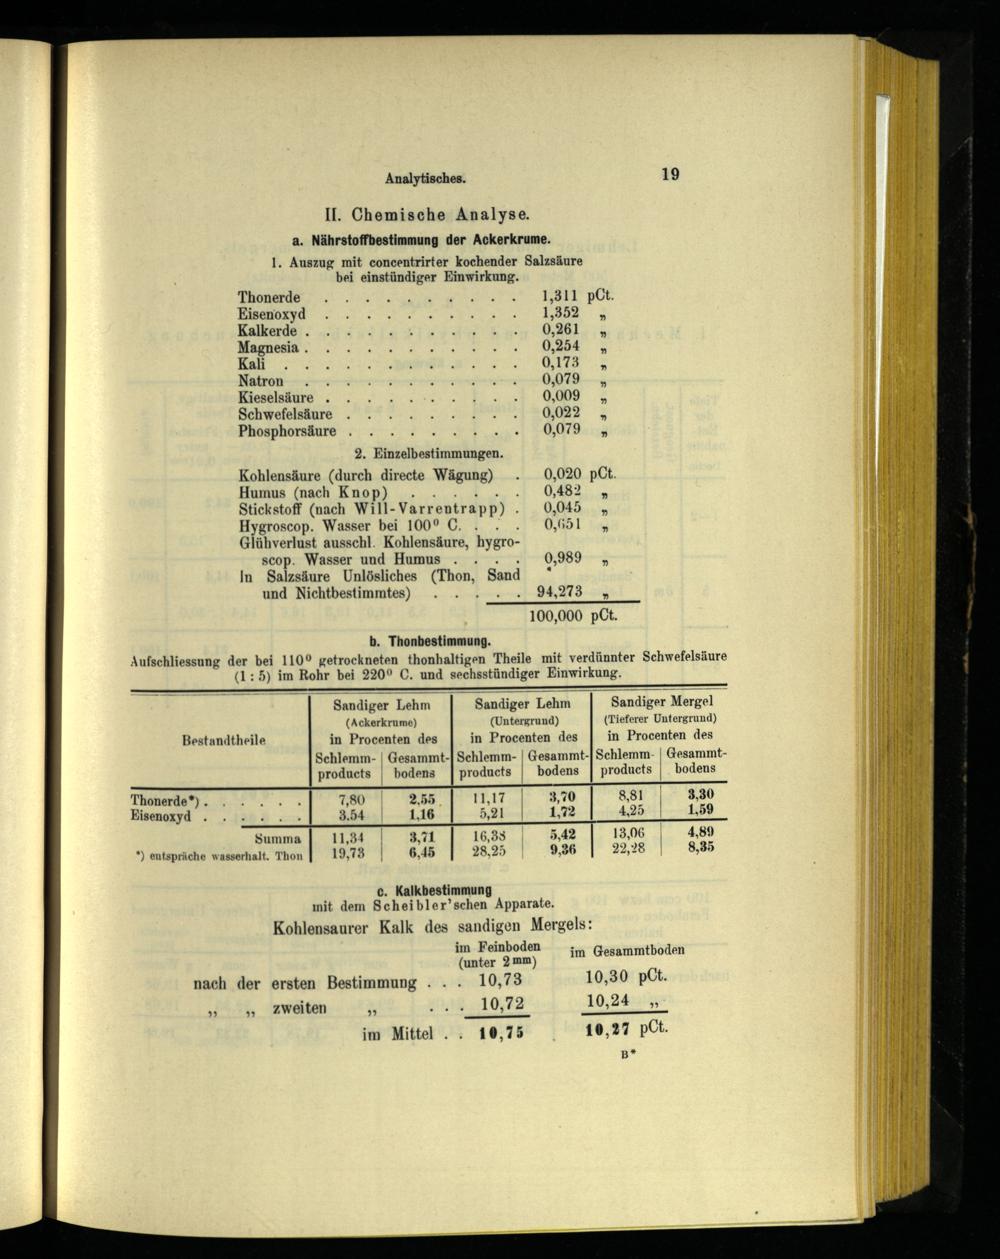 Analytisches. 19
II. Chemische Analyse.
a. Nährstoffbestimmung der Ackerkrume.
1. Auszug mit concentrirter kochender Salzsäure
bei einstündiger Einwirkung.
Thonerde . . . . . . . . . . 1,311 pCt.
Eisenoxyd . . . . . . . . . . 1,352 „
Kalkerde . . . . . . . . . . . 0,261 „
Magnesia . . . . . . . . . . . 0,254 „
Kali . . . . . . . . . . . . 0,173 „
Natron . . . . . . . . . . . 0,079 „
Kieselsäure . . . . . . . . . . 0,009 „
Schwefelsäure . . . . . . . . . 0,022 „
Phosphorsäure . . . . . . . . . 0,079 „
2. Einzelbestimmungen.
Kohlensäure (durch directe Wägung) . 0,020 pCt.
Humus (nach Knop) . . . . . . 0,482 „
Stickstoff (nach Will-Varrentrapp) . 0,045 „
Hygroscop. Wasser bei 100° C. . . . 0,651 „
Glühverlust ausschl. Kohlensäure, hygro-
scop. Wasser und Humus . . . . 0,989 „
In Salzsäure Unlösliches (Thon, Sand
und Nichtbestimmtes) . . . . . 94,273 „
100,000 pCt.
b. Thonbestimmung.
Aufschliessung der bei 110° getrockneten thonhaltigen Theile mit verdünnter Schwefelsäure
(1 : 5) im Rohr bei 220° C. und sechsstündiger Einwirkung.
Sandiger Lehm Sandiger Lehm Sandiger Mergel
(Ackerkrume) (Untergrund) (Tieferer Untergrund)
Bestandtheile in Procenten des in Procenten des in Procenten des
Schlemm- Gesammt- Schlemm- Gesammt- Schlemm- Gesammt-
products bodens products bodens products bodens
Thonerde*) . . . . . . 7,80 2,55 11,17 3,70 8,81 3,30
Eisenoxyd . . . . . . 3,54 1,16 5,21 1,72 4,25 1,59
Summa 11,34 3,71 16,38 5,42 13,06 4,89
*) entspräche wasserhalt. Thon 19,73 6,45 28,25 9,36 22,28 8,35
c. Kalkbestimmung
mit dem Scheibler'schen Apparate.
Kohlensaurer Kalk des sandigen Mergels:
im Feinboden im Gesammtboden
(unter 2mm)
nach der ersten Bestimmung . . . 10,73 10,30 pCt.
„ „ zweiten „ . . . 10,72 10,24 „
im Mittel . . 10,75 10,27 pCt.
B*